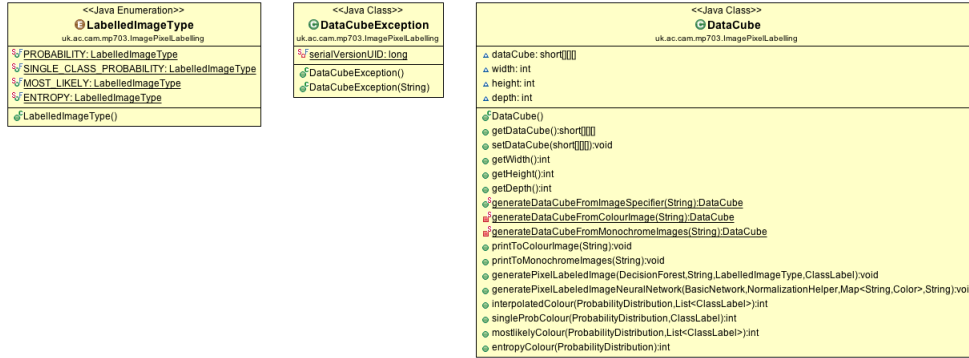 <<Java Enumeration>>
LabelledImageType
uk.ac.cam.mp703.ImagePixelLabelling
PROBABILITY: LabelledImageType
SINGLE_CLASS_PROBABILITY: LabelledImageType
MOST_LIKELY: LabelledImageType
ENTROPY: LabelledImageType
LabelledImageType()
<<Java Class>>
DataCubeException
uk.ac.cam.mp703.ImagePixelLabelling
serialVersionUID: long
DataCubeException()
DataCubeException(String)
<<Java Class>>
DataCube
uk.ac.cam.mp703.ImagePixelLabelling
dataCube: short[][][]
width: int
height: int
depth: int
DataCube()
getDataCube():short[][][]
setDataCube(short[][][]):void
getWidth():int
getHeight():int
getDepth():int
generateDataCubeFromImageSpecifier(String):DataCube
generateDataCubeFromColourImage(String):DataCube
generateDataCubeFromMonochromeImages(String):DataCube
printToColourImage(String):void
printToMonochromeImages(String):void
generatePixelLabeledImage(DecisionForest,String,LabelledImageType,ClassLabel):void
generatePixelLabeledImageNeuralNetwork(BasicNetwork,NormalizationHelper,Map<String,Color>,String):voi
interpolatedColour(ProbabilityDistribution,List<ClassLabel>):int
singleProbColour(ProbabilityDistribution,ClassLabel):int
mostlikelyColour(ProbabilityDistribution,List<ClassLabel>):int
entropyColour(ProbabilityDistribution):int